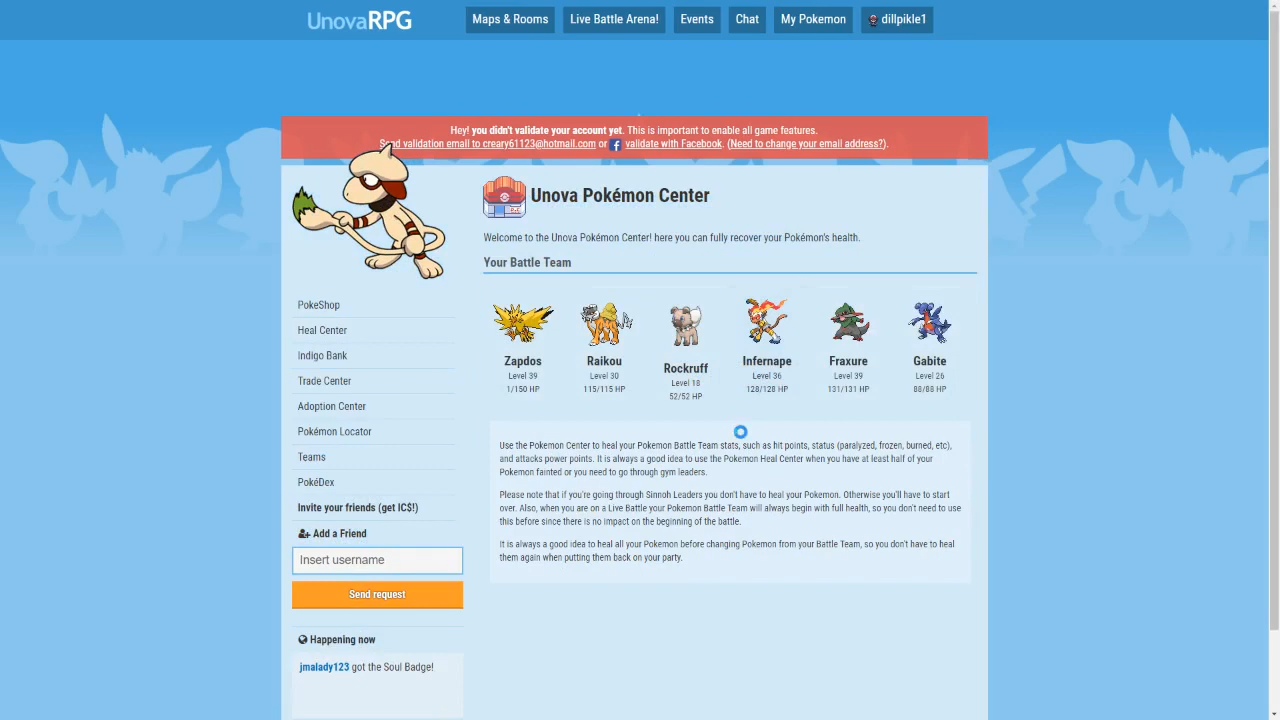 UnovaRPG
Maps & Rooms
Live Battle Arena!
Events
Chat
My Pokemon
dillpikle1
Hey! you didn't validate your account yet. This is important to enable all game features.
Send validation email to creary61123@hotmail.com or validate with Facebook. (Need to change your email address?).
Unova Pokémon Center
Welcome to the Unova Pokémon Center! here you can fully recover your Pokémon's health.
Your Battle Team
Zapdos
Level 39
1/150 HP
Raikou
Level 30
115/115 HP
Rockruff
Level 18
52/52 HP
Infernape
Level 36
128/128 HP
Fraxure
Level 39
131/131 HP
Gabite
Level 26
88/88 HP
Use the Pokemon Center to heal your Pokemon Battle Team stats, such as hit points, status (paralyzed, frozen, burned, etc),
and attacks power points. It is always a good idea to use the Pokemon Heal Center when you have at least half of your
Pokemon fainted or you need to go through gym leaders.
Please note that if you're going through Sinnoh Leaders you don't have to heal your Pokemon. Otherwise you'll have to start
over. Also, when you are on a Live Battle your Pokemon Battle Team will always begin with full health, so you don't need to use
this before since there is no impact on the beginning of the battle.
It is always a good idea to heal all your Pokemon before changing Pokemon from your Battle Team, so you don't have to heal
them again when putting them back on your party.
PokeShop
Heal Center
Indigo Bank
Trade Center
Adoption Center
Pokémon Locator
Teams
PokéDex
Invite your friends (get IC$!)
Add a Friend
Insert username
Send request
Happening now
jmalady123 got the Soul Badge!